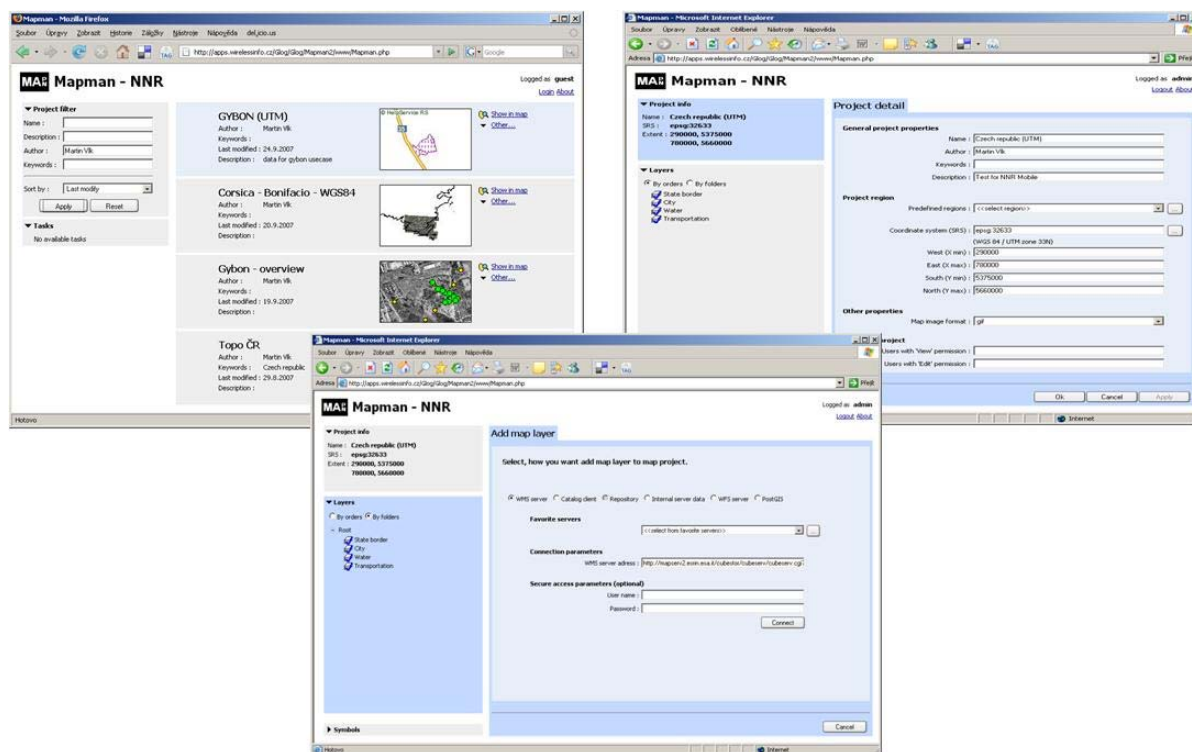 Mapman - Mozilla Firefox
Soubor Úpravy Zobrazit Historie Záložky Nástroje Nápověda del.icio.us
http://apps.wirelessinfo.cz/Glog/Glog/Mapman2/www/Mapman.php
Google
Mapman - NNR
Logged as guest
Login About
Project filter
Name :
Description :
Author : Martin Vlk
Keywords :
Sort by : Last modify
Apply Reset
Tasks
No available tasks
GYBON (UTM)
Author : Martin Vlk
Keywords :
Last modified : 24.9.2007
Description : data for gybon usecase
Show in map
Other...
Corsica - Bonifacio - WGS84
Author : Martin Vlk
Keywords :
Last modified : 20.9.2007
Description :
Show in map
Other...
Gybon - overview
Author : Martin Vlk
Keywords :
Last modified : 19.9.2007
Description :
Show in map
Other...
Topo ČR
Author : Martin Vlk
Keywords : Czech republic
Last modified : 29.8.2007
Description :
Hotovo
Mapman - Microsoft Internet Explorer
Soubor Úpravy Zobrazit Oblíbené Nástroje Nápověda
Adresa http://apps.wirelessinfo.cz/Glog/Glog/Mapman2/www/Mapman.php Přejít
Mapman - NNR
Logged as admin
Logout About
Project info
Name : Czech republic (UTM)
SRS : epsg:32633
Extent : 290000, 5375000
780000, 5660000
Layers
By orders By folders
State border
City
Water
Transportation
Project detail
General project properties
Name : Czech republic (UTM)
Author : Martin Vlk
Keywords :
Description : Test for NNR Mobile
Project region
Predefined regions : <<select region>> ...
Coordinate system (SRS) : epsg:32633 ...
(WGS 84 / UTM zone 33N)
West (X min) : 290000
East (X max) : 780000
South (Y min) : 5375000
North (Y max) : 5660000
Other properties
Map image format : gif
project
Users with 'View' permission :
Users with 'Edit' permission :
Ok Cancel Apply
Internet
Mapman - Microsoft Internet Explorer
Soubor Úpravy Zobrazit Oblíbené Nástroje Nápověda
Adresa http://apps.wirelessinfo.cz/Glog/Glog/Mapman2/www/Mapman.php Přejít
Mapman - NNR
Logged as admin
Logout About
Project info
Name : Czech republic (UTM)
SRS : epsg:32633
Extent : 290000, 5375000
780000, 5660000
Layers
By orders By folders
Root
State border
City
Water
Transportation
Symbols
Add map layer
Select, how you want add map layer to map project.
WMS server Catalog client Repository Internal server data WFS server PostGIS
Favorite servers
<<select from favorite servers>> ...
Connection parameters
WMS server adress : http://mapserv2.esrin.esa.it/cubestor/cubeserv/cubeserv.cgi?
Secure access parameters (optional)
User name :
Password :
Connect
Cancel
Hotovo
Internet